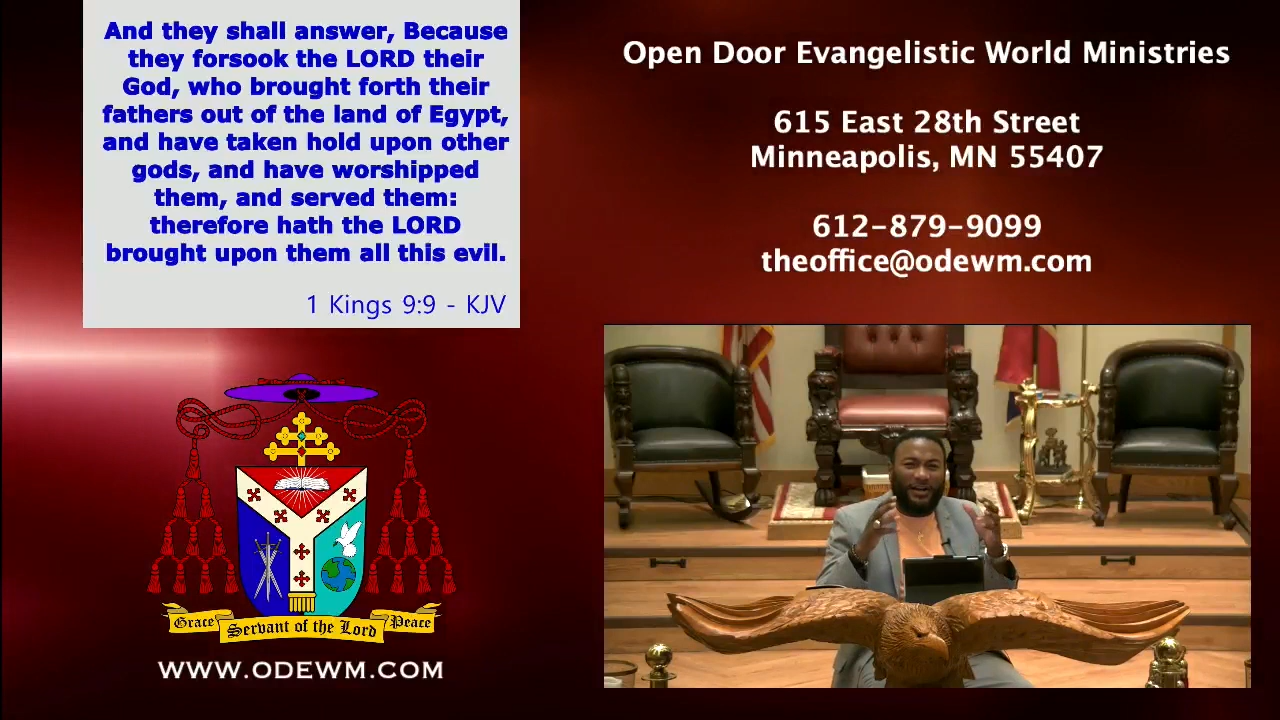 And they shall answer, Because
they forsook the LORD their
God, who brought forth their
fathers out of the land of Egypt,
and have taken hold upon other
gods, and have worshipped
them, and served them:
therefore hath the LORD
brought upon them all this evil.
1 Kings 9:9 - KJV
Open Door Evangelistic World Ministries
615 East 28th Street
Minneapolis, MN 55407
612-879-9099
theoffice@odewm.com
Grace
Servant of the Lord
Peace
WWW.ODEWM.COM